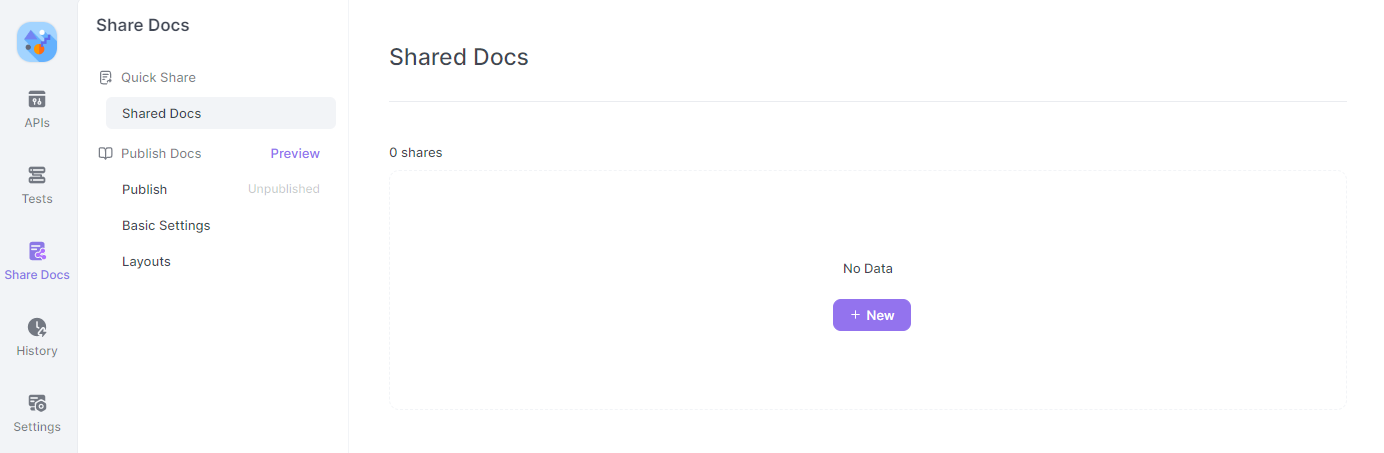 APIs
Tests
Share Docs
History
Settings
Share Docs
Quick Share
Shared Docs
Publish Docs Preview
Publish Unpublished
Basic Settings
Layouts
Shared Docs
0 shares
No Data
+ New